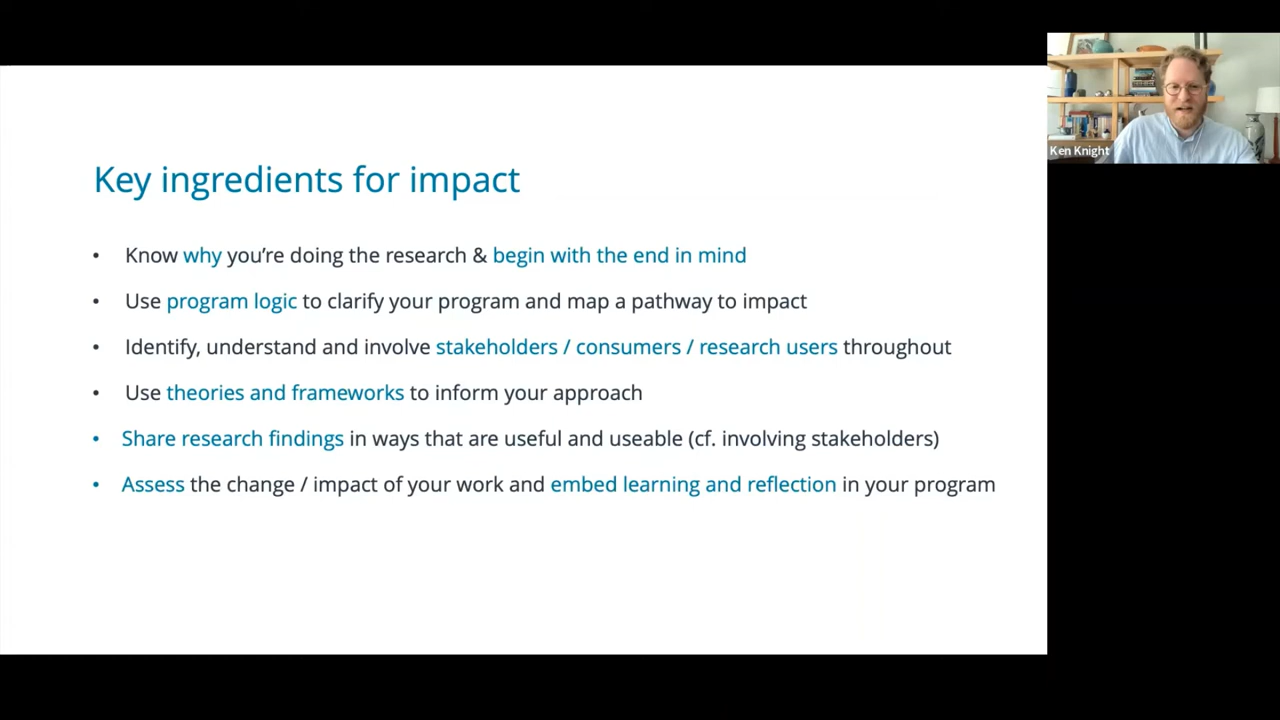 Key ingredients for impact
• Know why you’re doing the research & begin with the end in mind
• Use program logic to clarify your program and map a pathway to impact
• Identify, understand and involve stakeholders / consumers / research users throughout
• Use theories and frameworks to inform your approach
• Share research findings in ways that are useful and useable (cf. involving stakeholders)
• Assess the change / impact of your work and embed learning and reflection in your program
Ken Knight